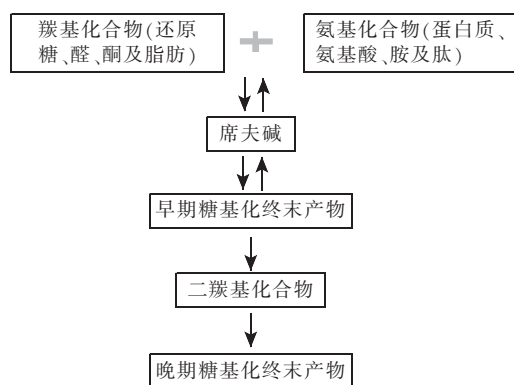 羰基化合物(还原
糖、醛、酮及脂肪)
+
氨基化合物(蛋白质、
氨基酸、胺及肽)
席夫碱
早期糖基化终末产物
二羰基化合物
晚期糖基化终末产物